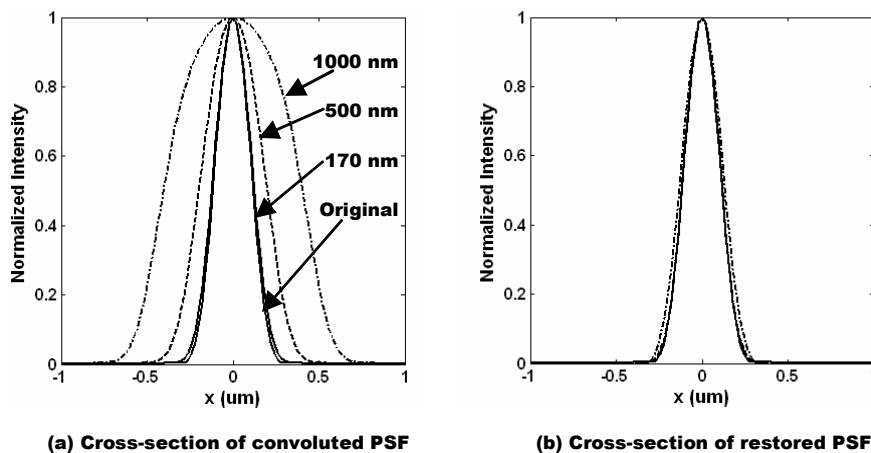 1
0.8
0.6
0.4
0.2
0
-1
-0.5
0
0.5
1
Normalized Intensity
x (um)
1000 nm
500 nm
170 nm
Original
(a) Cross-section of convoluted PSF
1
0.8
0.6
0.4
0.2
0
-1
-0.5
0
0.5
Normalized Intensity
x (um)
(b) Cross-section of restored PSF